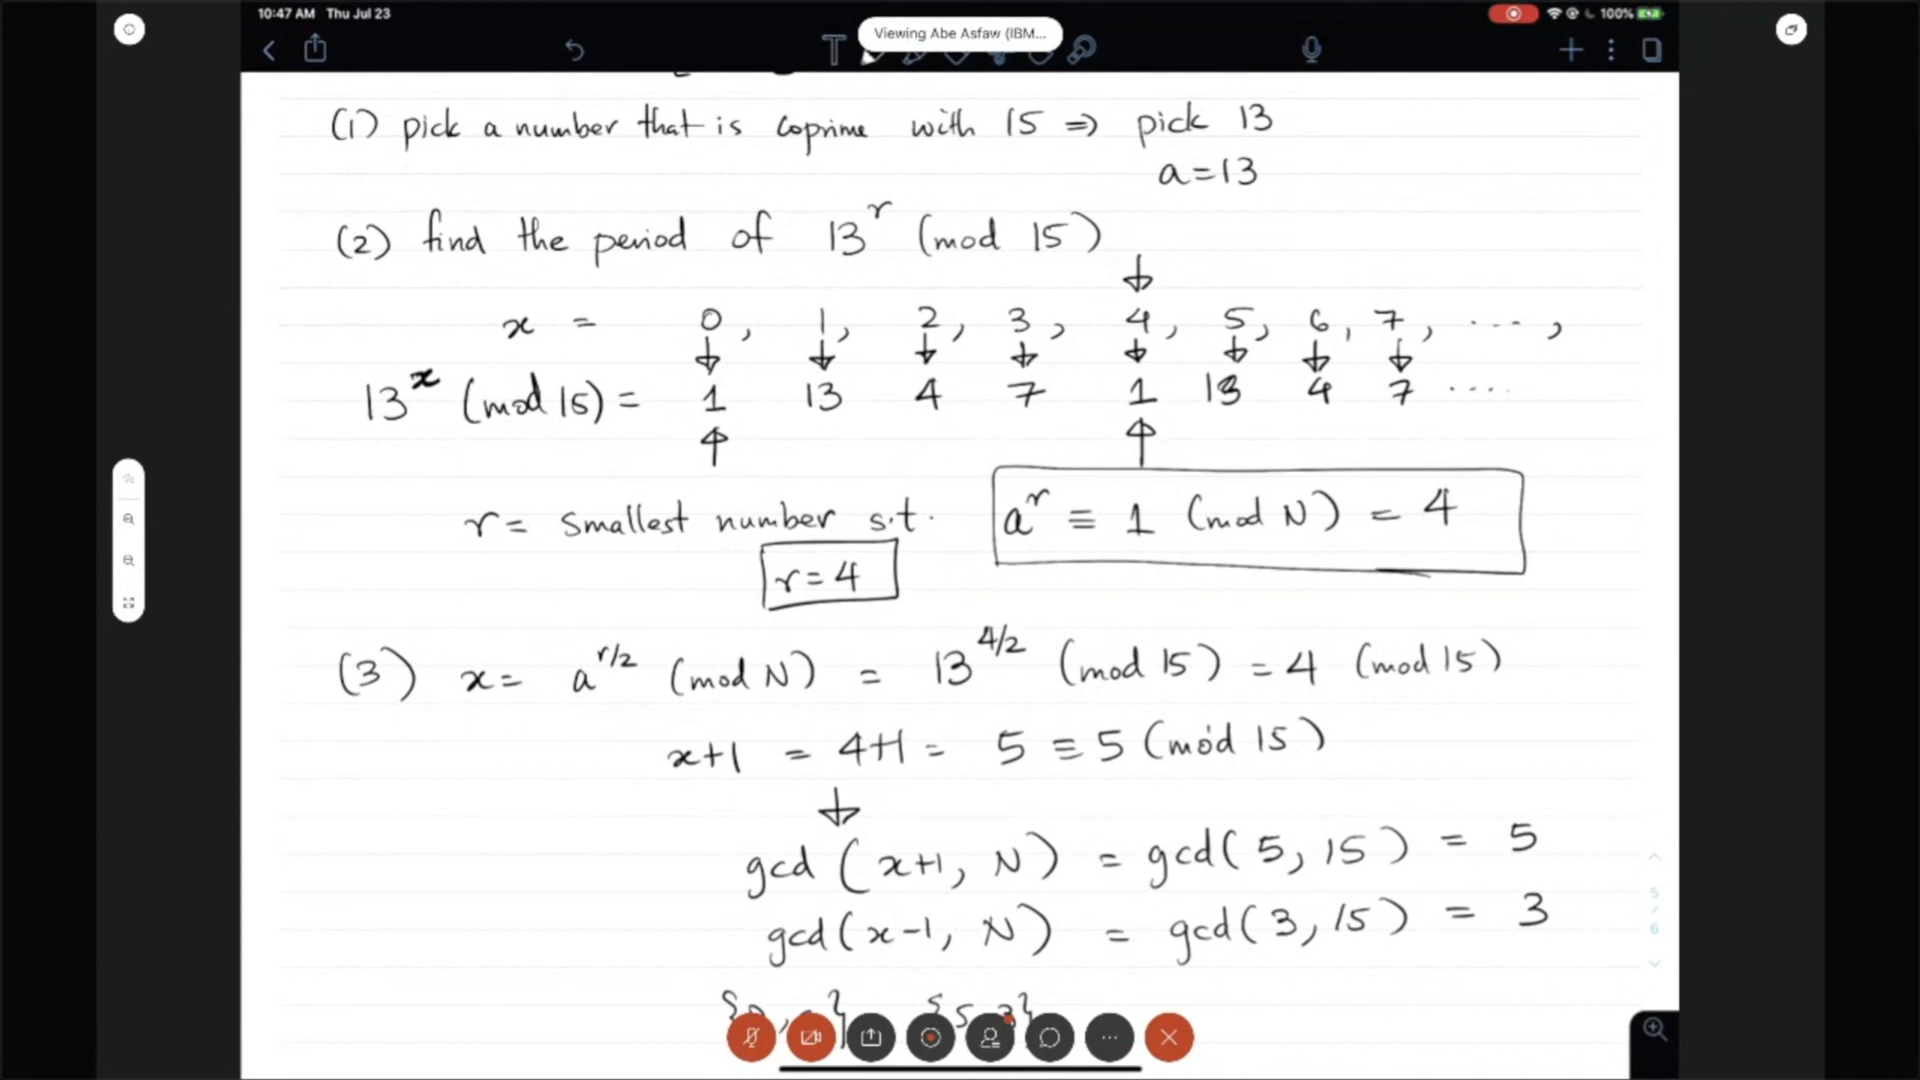 10:47 AM Thu Jul 23
100%
Viewing Abe Asfaw (IBM...
(1) pick a number that is coprime with 15 ⇒ pick 13
a=13
(2) find the period of 13^r (mod 15)
x = 0, 1, 2, 3, 4, 5, 6, 7, ...,
13^x (mod 15) = 1 13 4 7 1 13 4 7 ....
r = smallest number s.t. a^r ≡ 1 (mod N) = 4
r = 4
(3) x = a^r/2 (mod N) = 13^4/2 (mod 15) = 4 (mod 15)
x+1 = 4+1 = 5 ≡ 5 (mod 15)
gcd (x+1, N) = gcd(5, 15) = 5
gcd(x-1, N) = gcd(3, 15) = 3
5
/
6